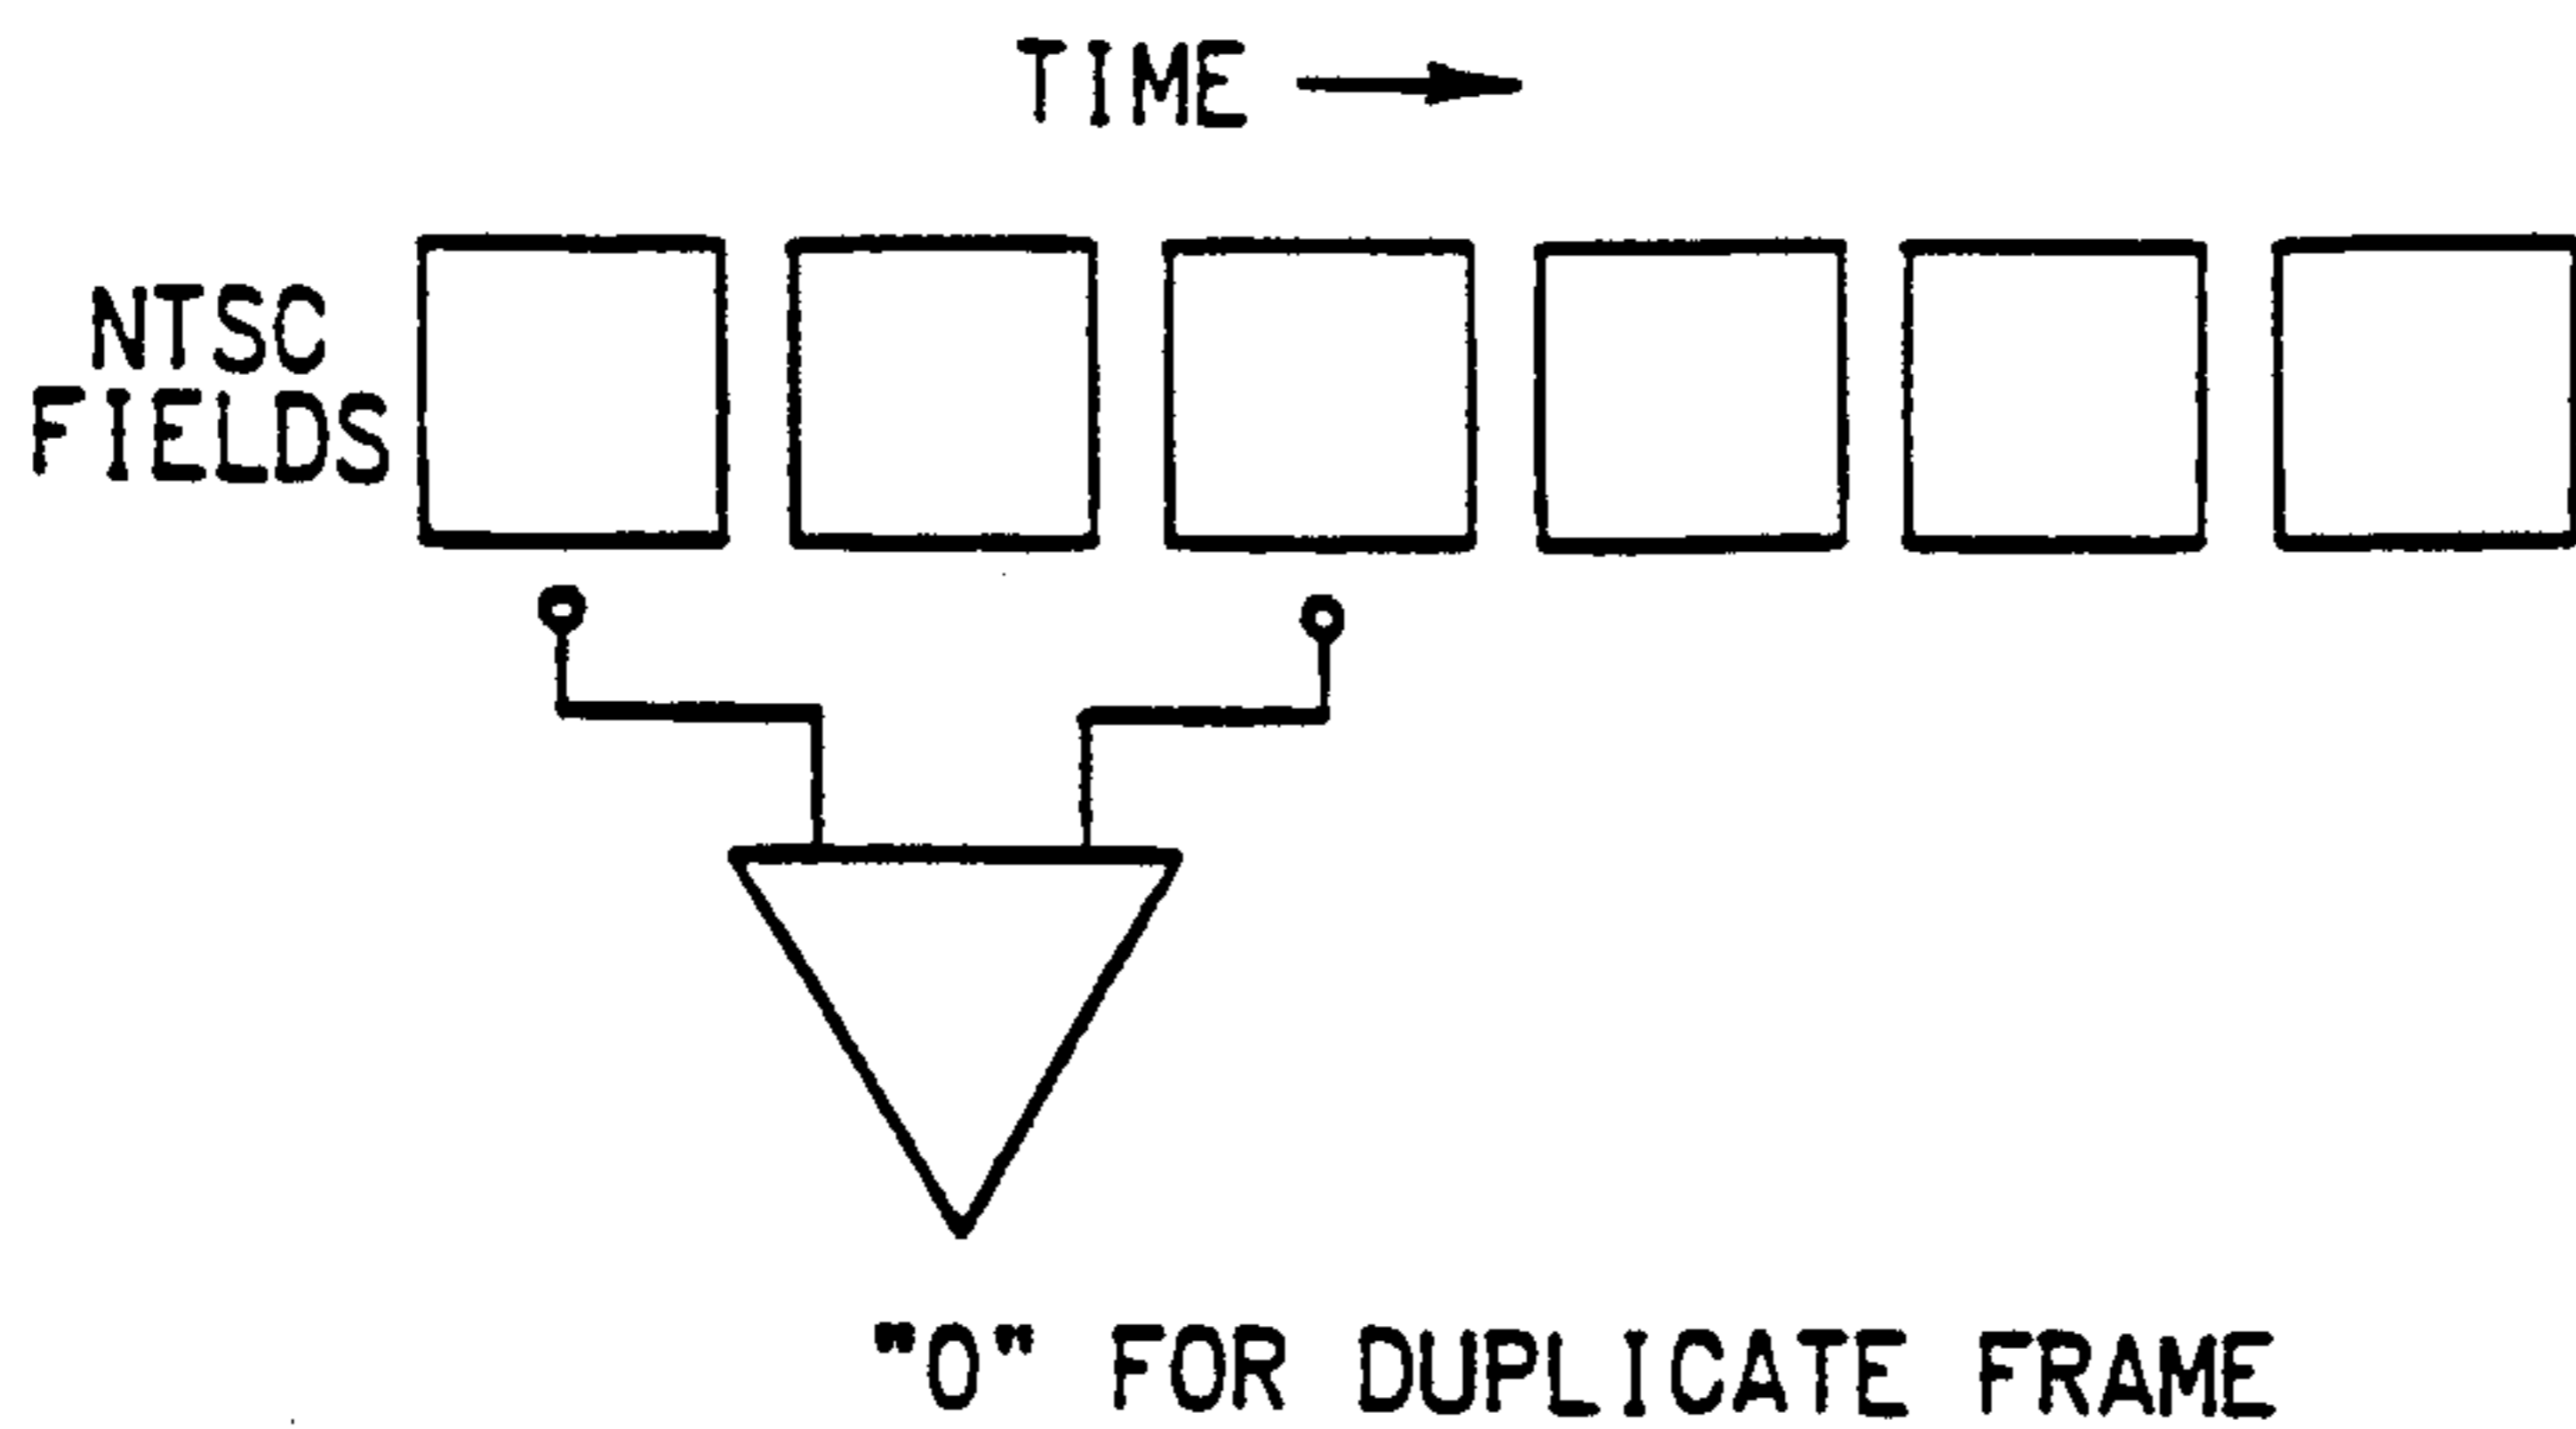 TIME
NTSC
FIELDS
"0" FOR DUPLICATE FRAME